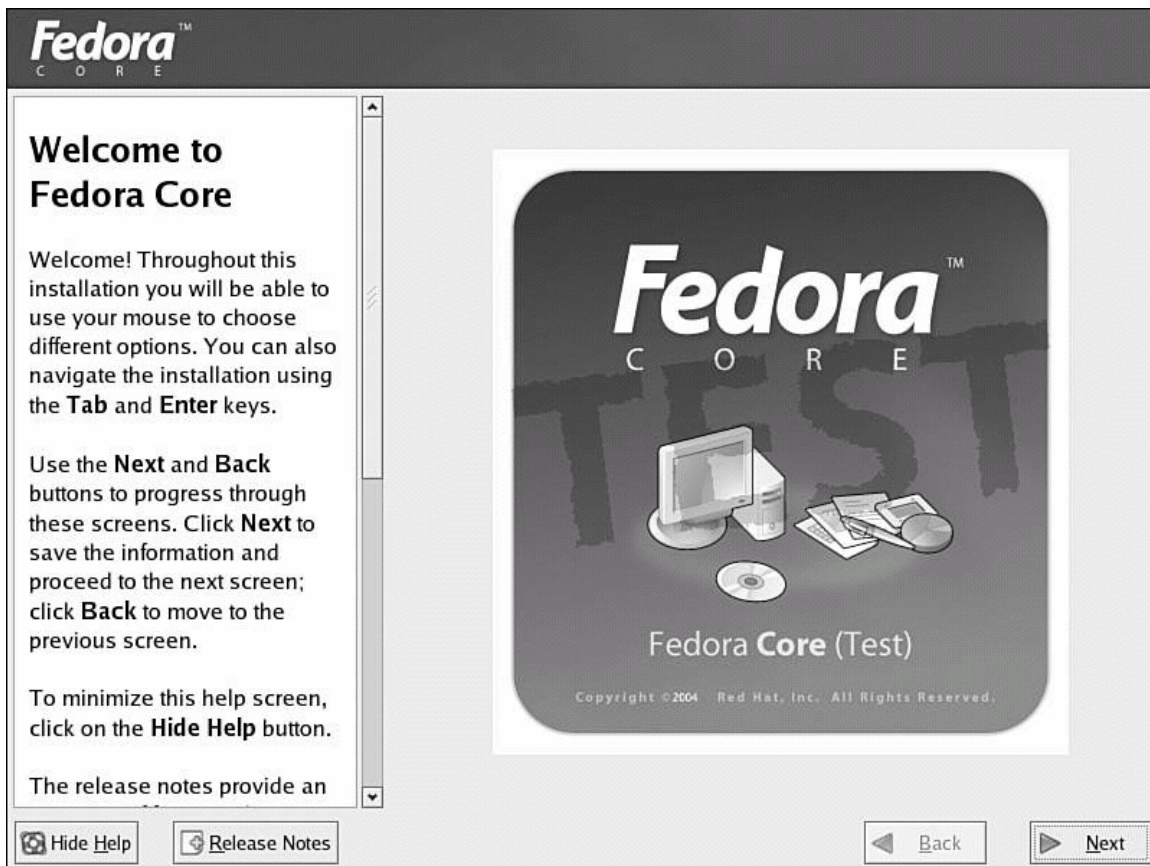 Fedora™
CORE
Welcome to
Fedora Core
Welcome! Throughout this
installation you will be able to
use your mouse to choose
different options. You can also
navigate the installation using
the Tab and Enter keys.
Use the Next and Back
buttons to progress through
these screens. Click Next to
save the information and
proceed to the next screen;
click Back to move to the
previous screen.
To minimize this help screen,
click on the Hide Help button.
The release notes provide an
Fedora™
CORE
TEST
Fedora Core (Test)
Copyright ©2004 Red Hat, Inc. All Rights Reserved.
Hide Help
Release Notes
Back
Next